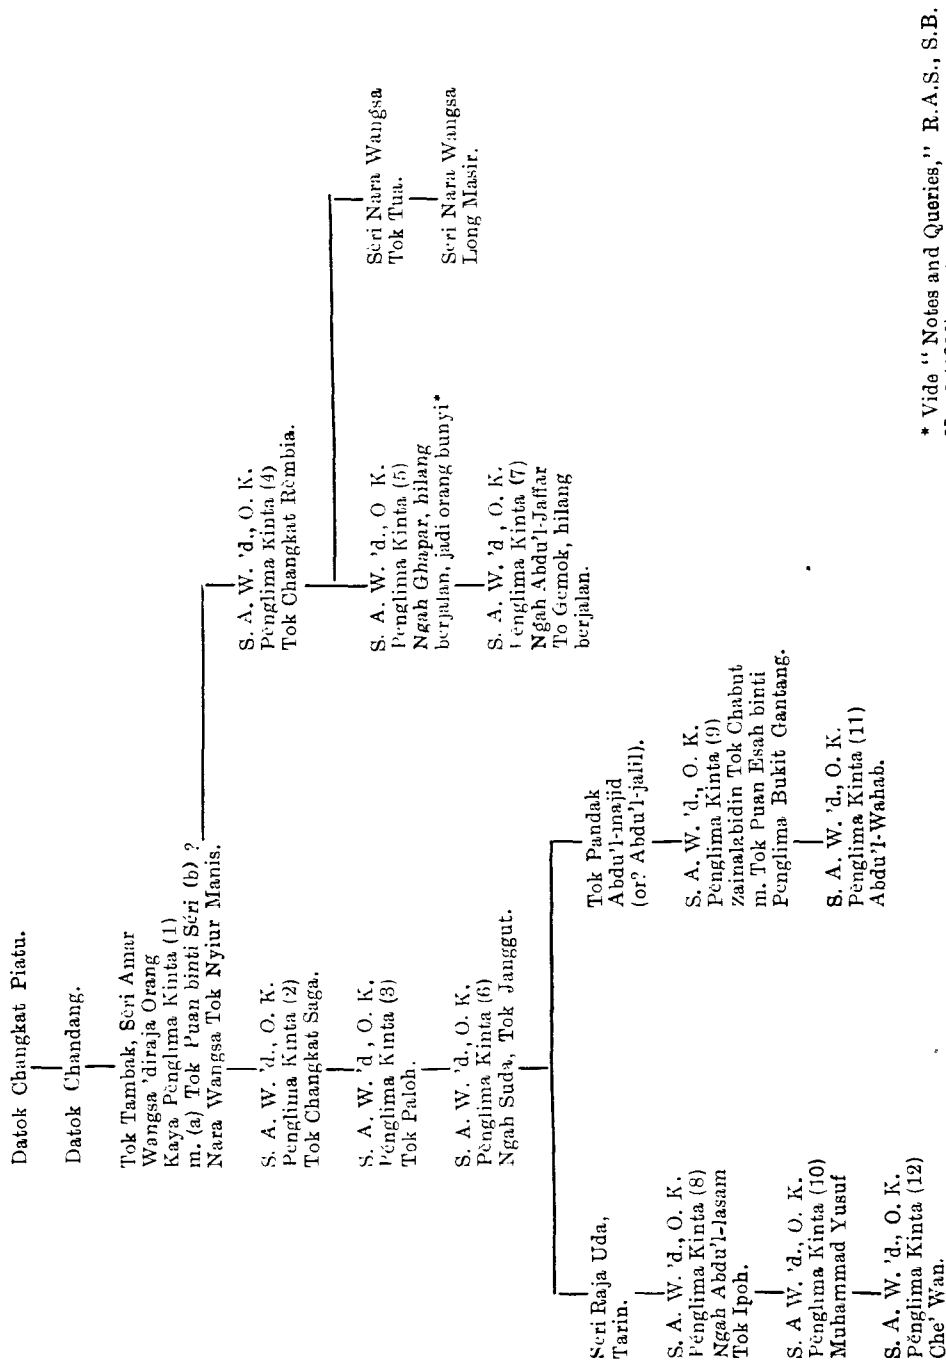 Datok Changkat Piatu.
Datok Chandang.
Tok Tambak, Sĕri Amar
Wangsa 'diraja Orang
Kaya Pĕnglima Kinta (1)
m. (a) Tok Puan binti Sĕri (b) ?
Nara Wangsa Tok Nyiur Manis.
S. A. W. 'd., O. K.
Pĕnglima Kinta (2)
Tok Changkat Saga.
S. A. W. 'd , O. K.
Pĕnglima Kinta (3)
Tok Paloh.
S. A. W. 'd., O. K.
Pĕnglima Kinta (6)
Ngah Suda, Tok Janggut.
Sĕri Raja Uda,
Tarin.
S. A. W. 'd., O. K.
Pĕnglima Kinta (8)
Ngah Abdu'l-lasam
Tok Ipoh.
S. A W. 'd., O. K.
Pĕnglima Kinta (10)
Muhammad Yusuf
S. A. W. 'd., O. K.
Pĕnglima Kinta (12)
Che' Wan.
Tok Pandak
Abdu'l-majid
(or? Abdu'l-jalil).
S. A. W. 'd., O. K.
Pĕnglima Kinta (9)
Zainalabidin Tok Chabut
m. Tok Puan Esah binti
Pĕnglima Bukit Gantang.
S. A. W. 'd., O. K.
Pĕnglima Kinta (11)
Abdu'l-Wahab.
S. A. W. 'd., O. K.
Pĕnglima Kinta (4)
Tok Changkat Rĕmbia.
S. A. W. 'd., O K.
Pĕnglima Kinta (5)
Ngah Ghapar, hilang
bĕrjalan, jadi orang bunyi*
S. A. W. 'd , O. K.
Pĕnglima Kinta (7)
Ngah Abdu'l-Jaffar
To Gĕmok, hilang
bĕrjalan.
Sĕri Nara Wangsa
Tok Tua.
Sĕri Nara Wangsa
Long Masir.
* Vide "Notes and Queries," R.A.S., S.B.